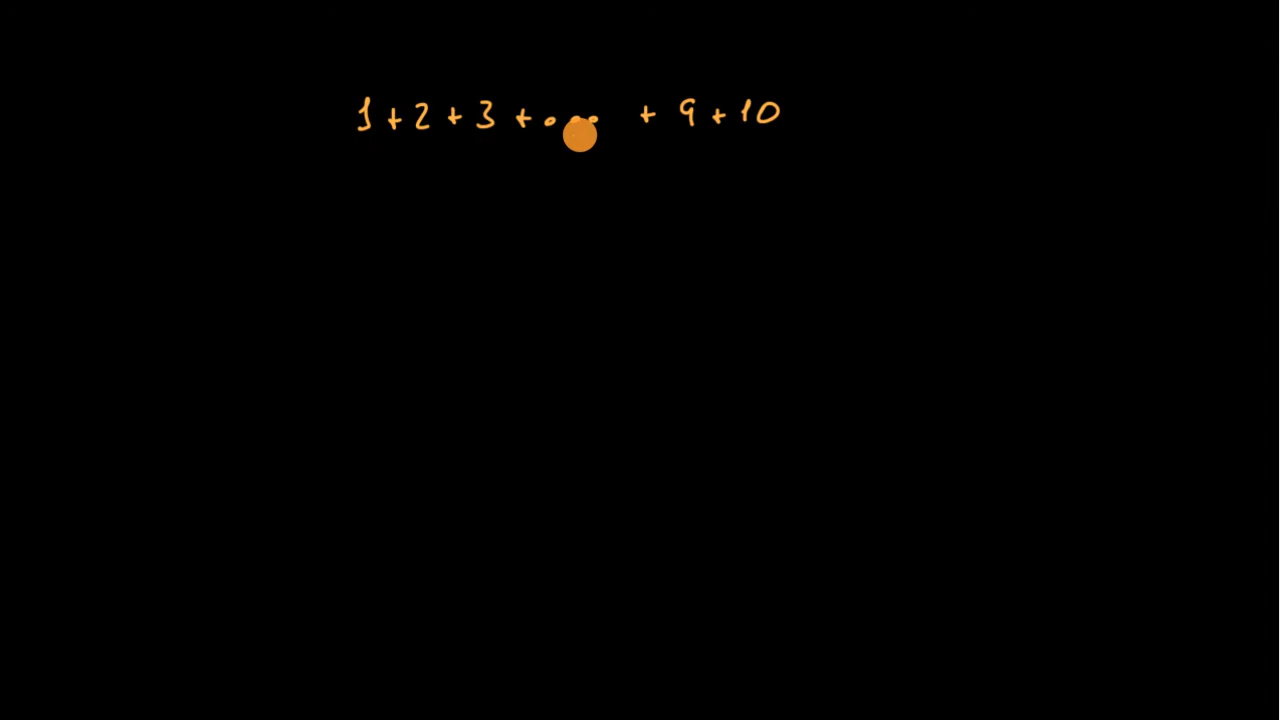 1 + 2 + 3 + ... + 9 + 10